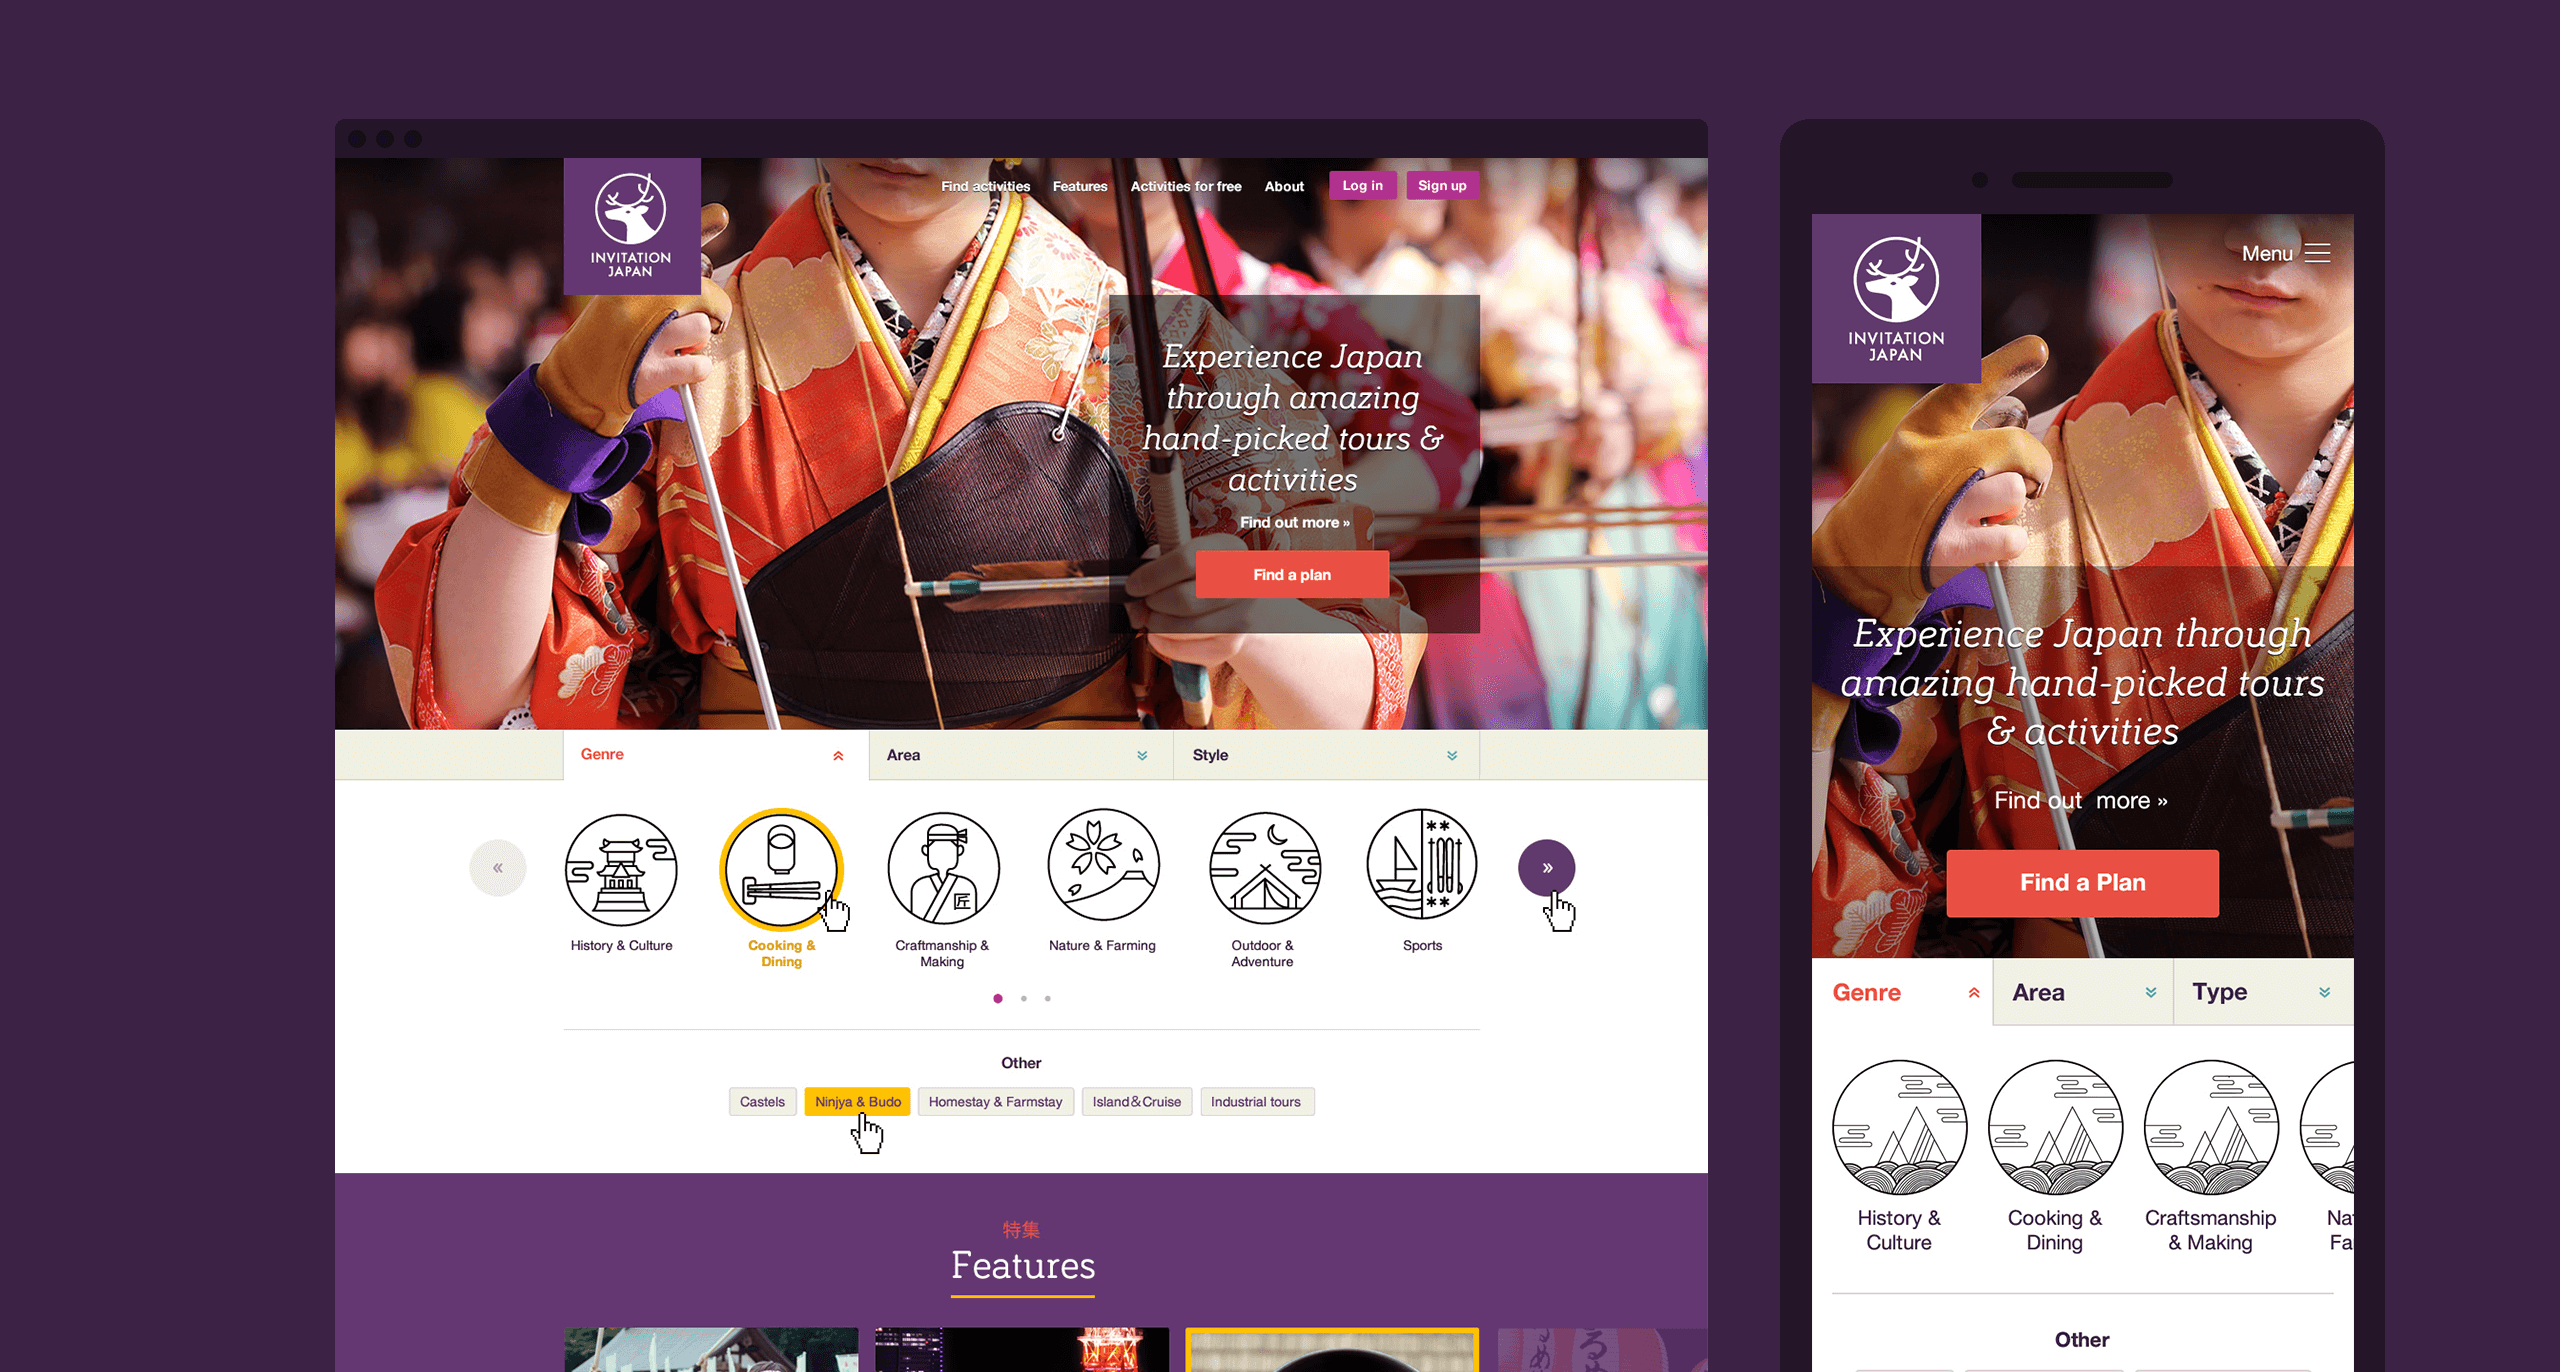 INVITATION
JAPAN
Find activities
Features
Activities for free
About
Log in
Sign up
Experience Japan
through amazing
hand-picked tours &
activities
Find out more »
Find a plan
Genre
Area
Style
«
»
匠
History & Culture
Cooking &
Dining
Craftmanship &
Making
Nature & Farming
Outdoor &
Adventure
Sports
Other
Castels
Ninjya & Budo
Homestay & Farmstay
Island&Cruise
Industrial tours
特集
Features
INVITATION
JAPAN
Menu
Experience Japan through
amazing hand-picked tours
& activities
Find out more »
Find a Plan
Genre
Area
Type
History &
Culture
Cooking &
Dining
Craftsmanship
& Making
Na
Fa
Other